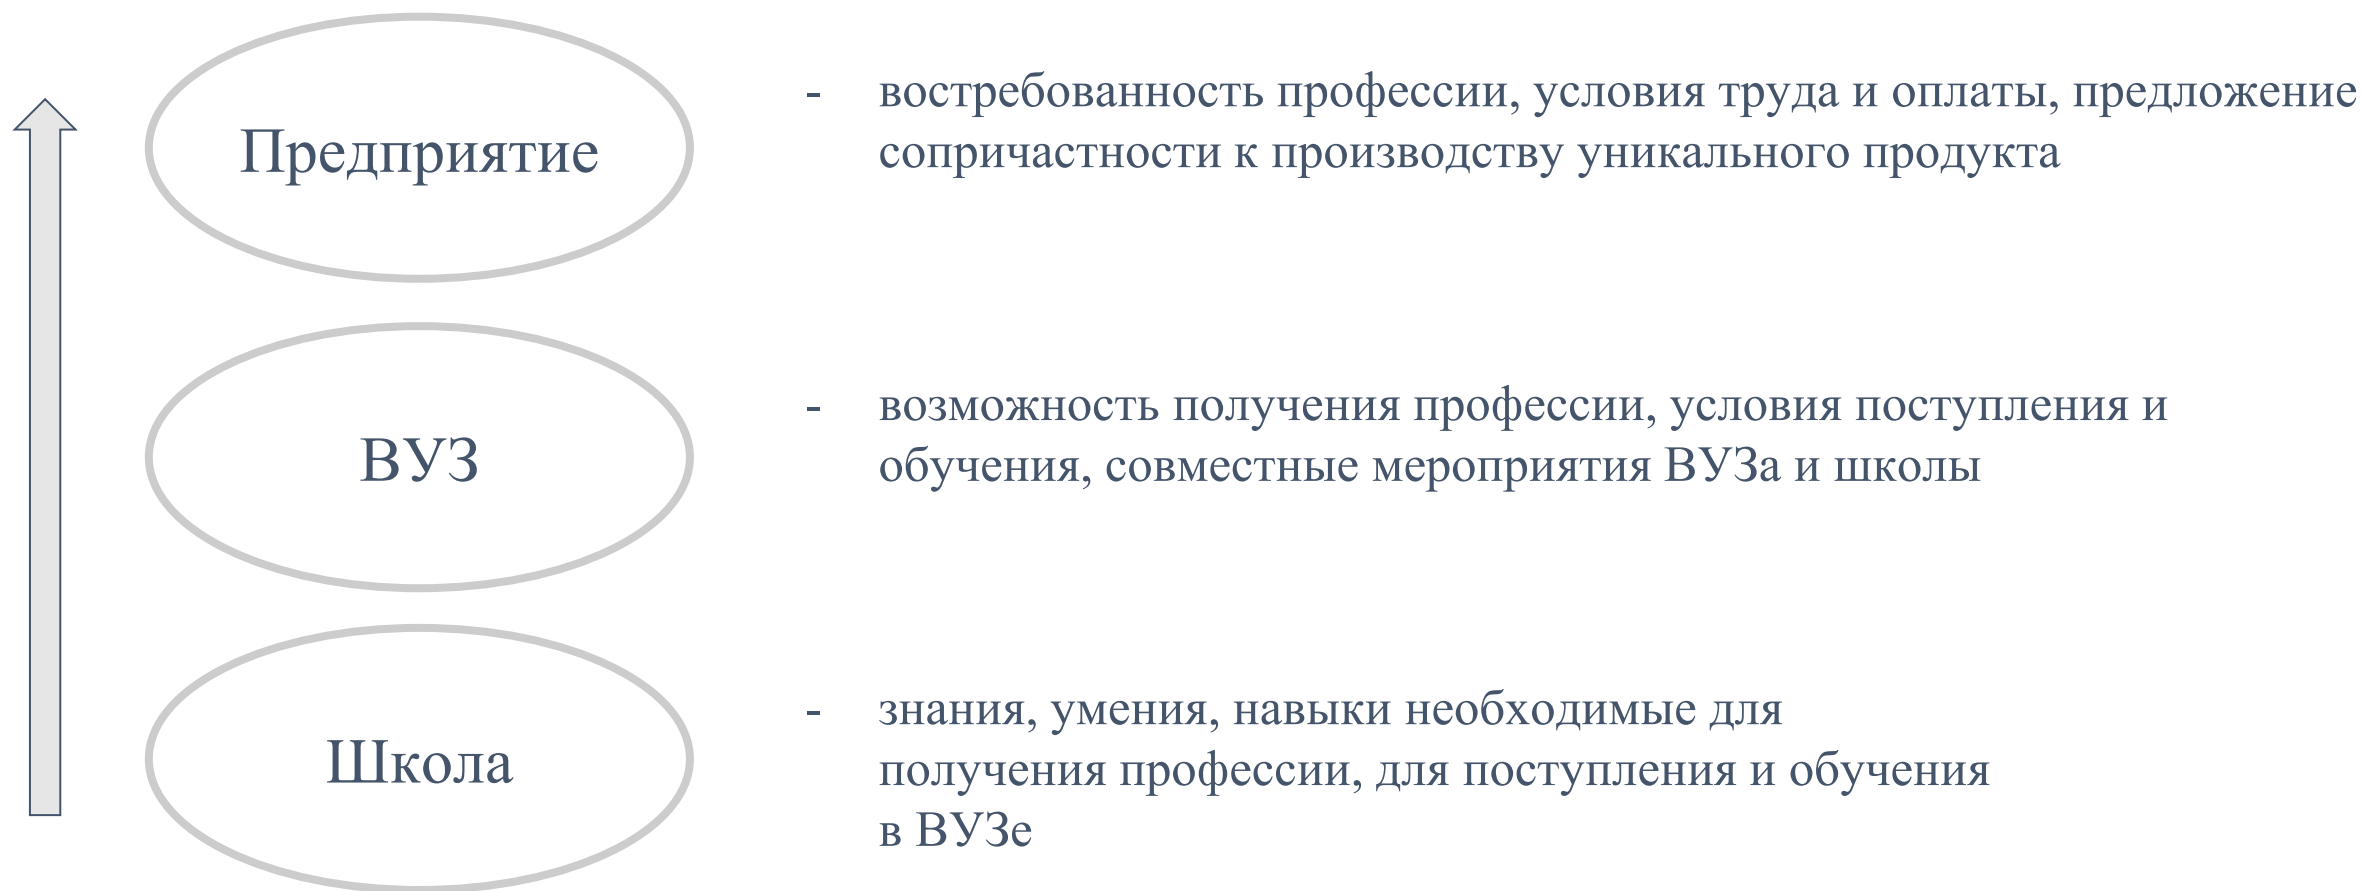 Предприятие
- востребованность профессии, условия труда и оплаты, предложение
сопричастности к производству уникального продукта
ВУЗ
- возможность получения профессии, условия поступления и
обучения, совместные мероприятия ВУЗа и школы
Школа
- знания, умения, навыки необходимые для
получения профессии, для поступления и обучения
в ВУЗе